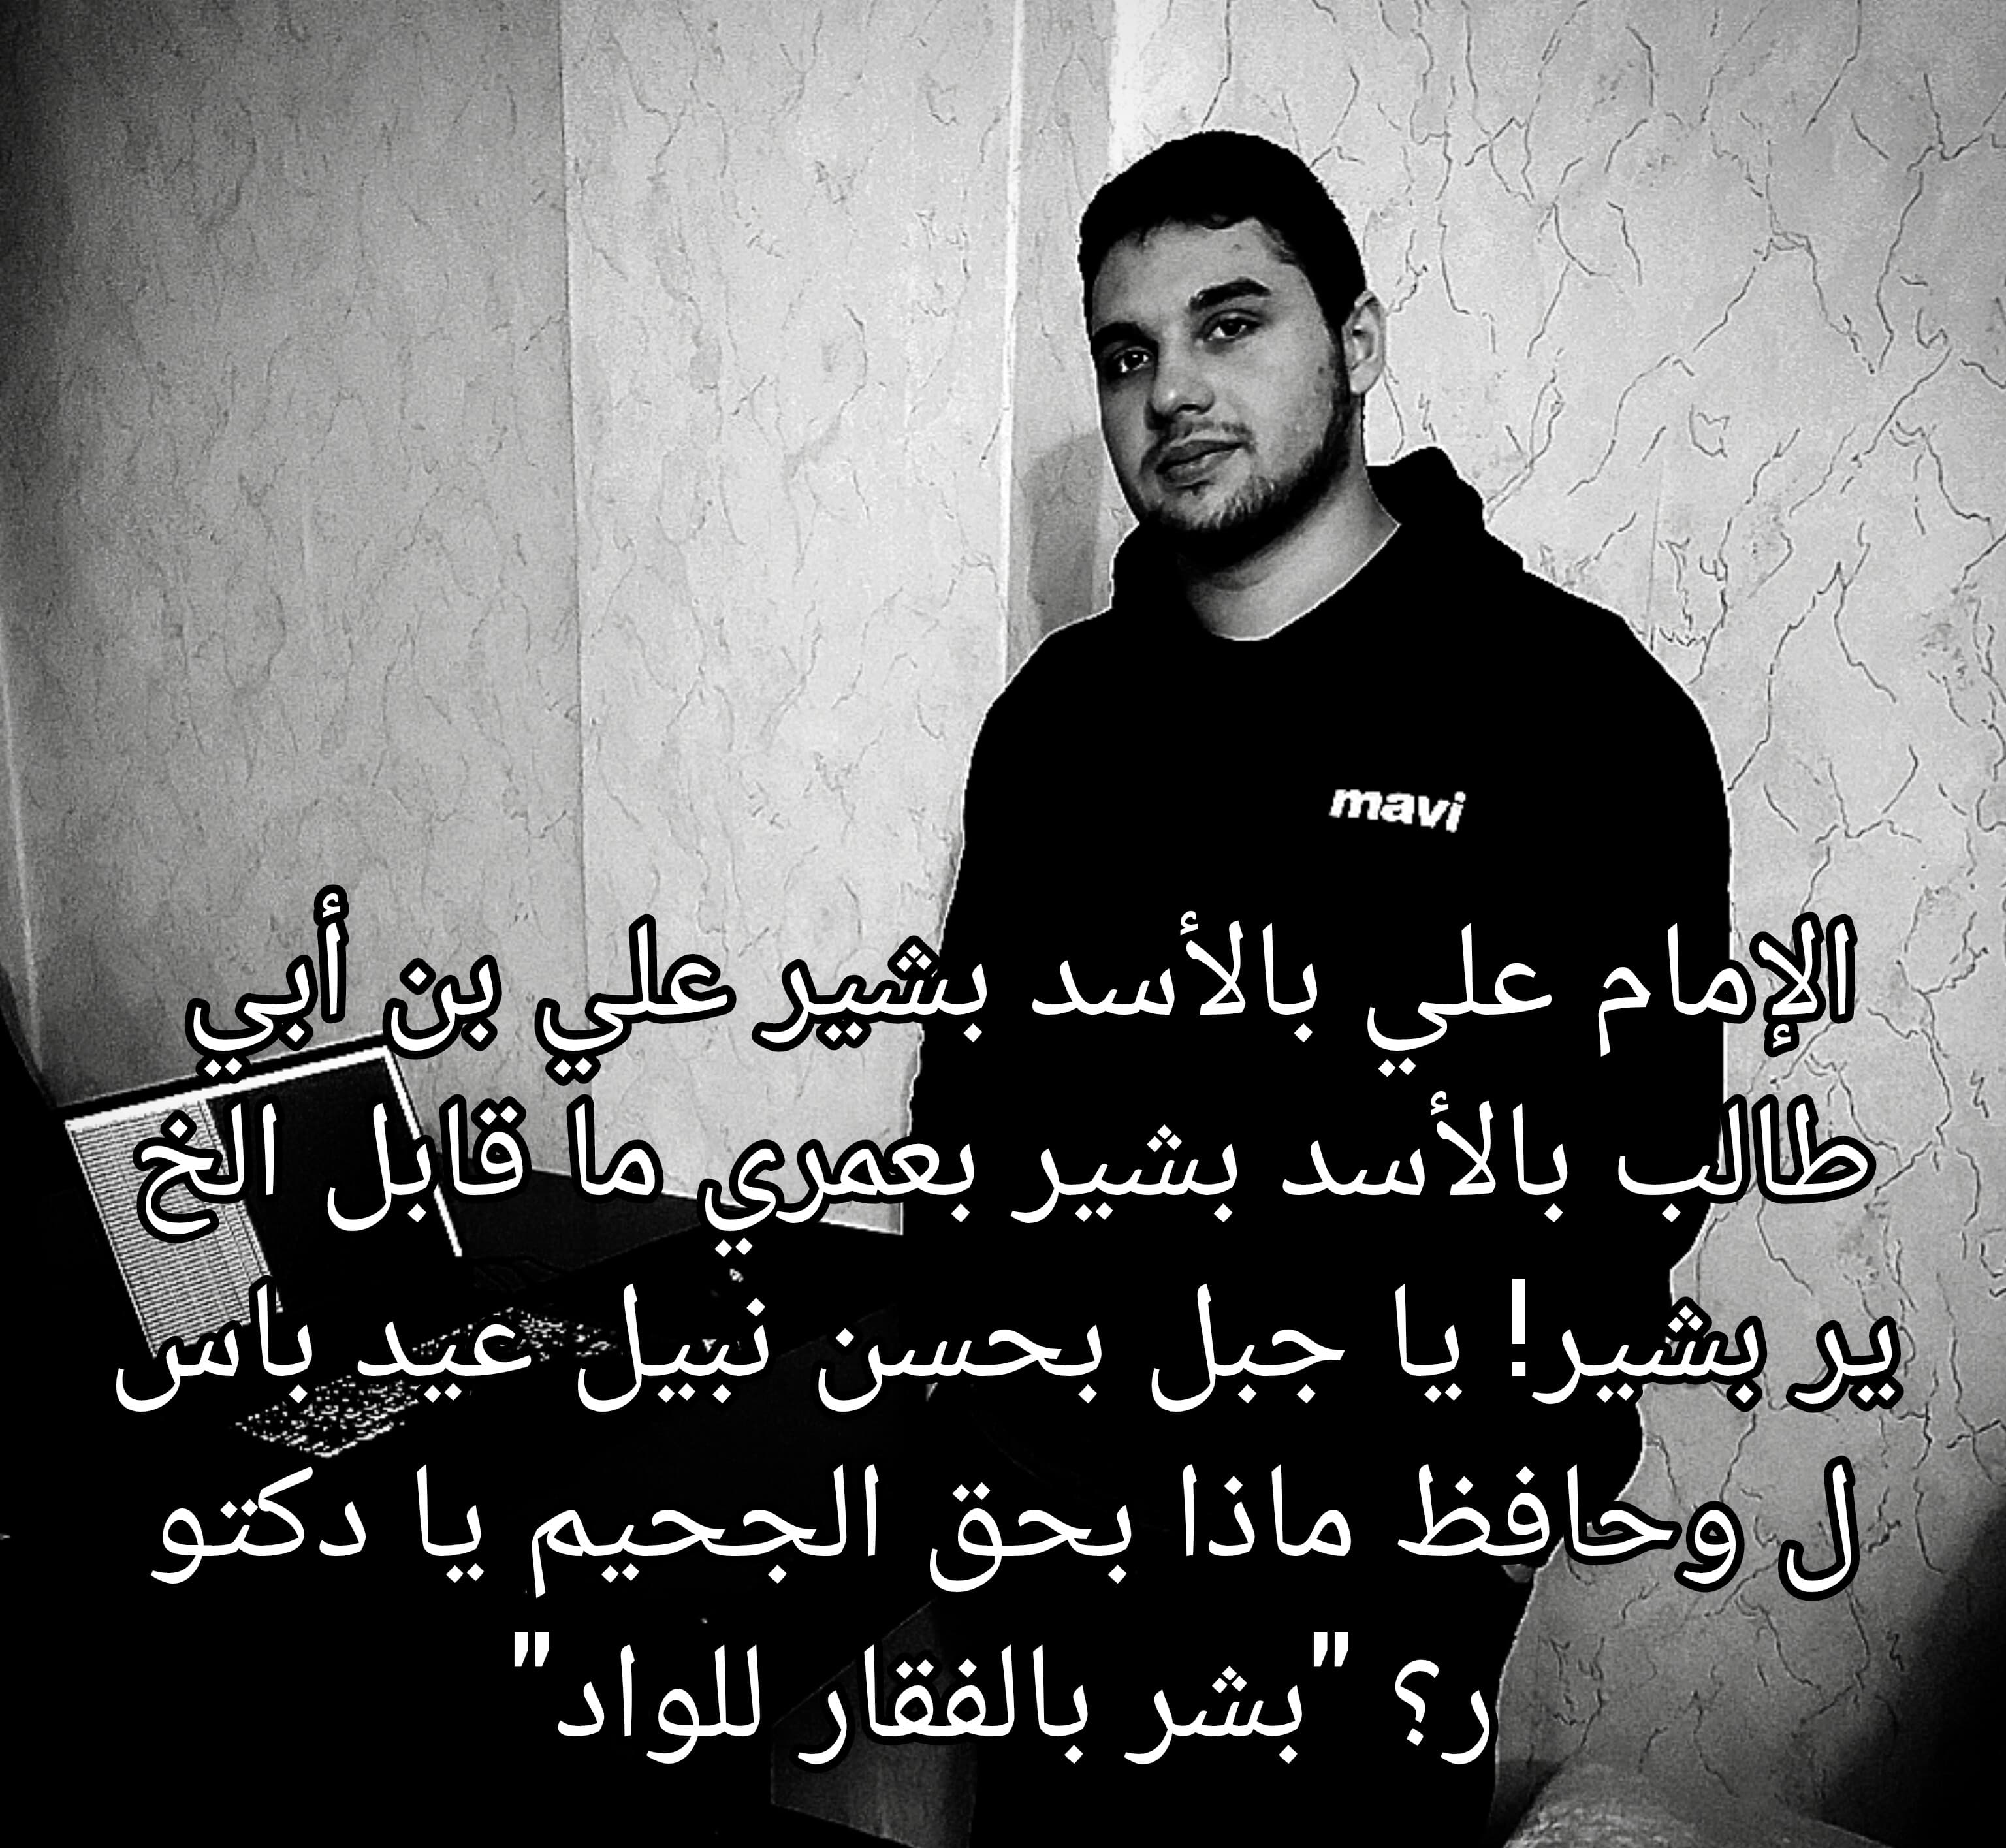 mavi
الإمام علي بالأسد بشير علي بن أبي
طالب بالأسد بشير بعمري ما قابل الخ
ير بشير! يا جبل بحسن نبيل عيد باس
ل وحافظ ماذا بحق الجحيم يا دكتو
ر؟ "بشر بالفقار للواد"